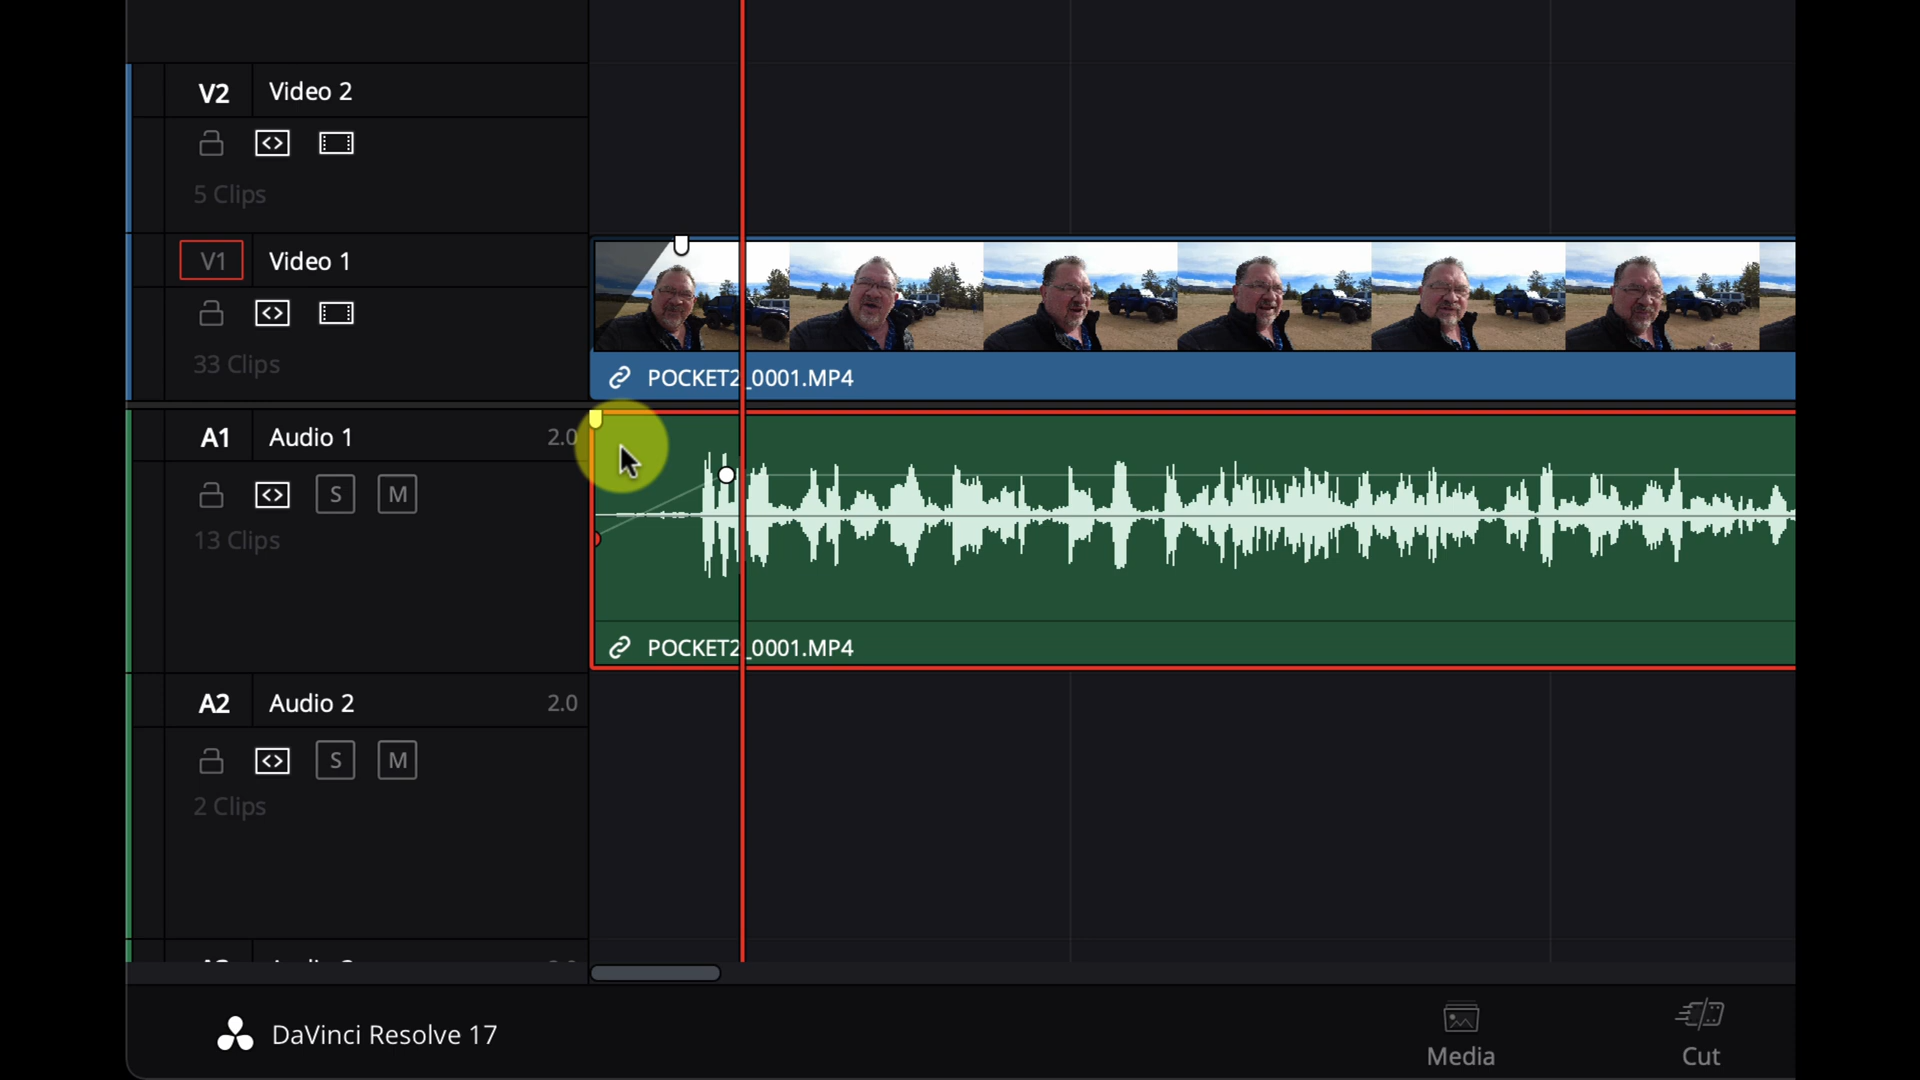 V2 Video 2
5 Clips
V1 Video 1
33 Clips
POCKET2_0001.MP4
A1 Audio 1 2.0
S M
13 Clips
POCKET2_0001.MP4
A2 Audio 2 2.0
S M
2 Clips
DaVinci Resolve 17
Media
Cut